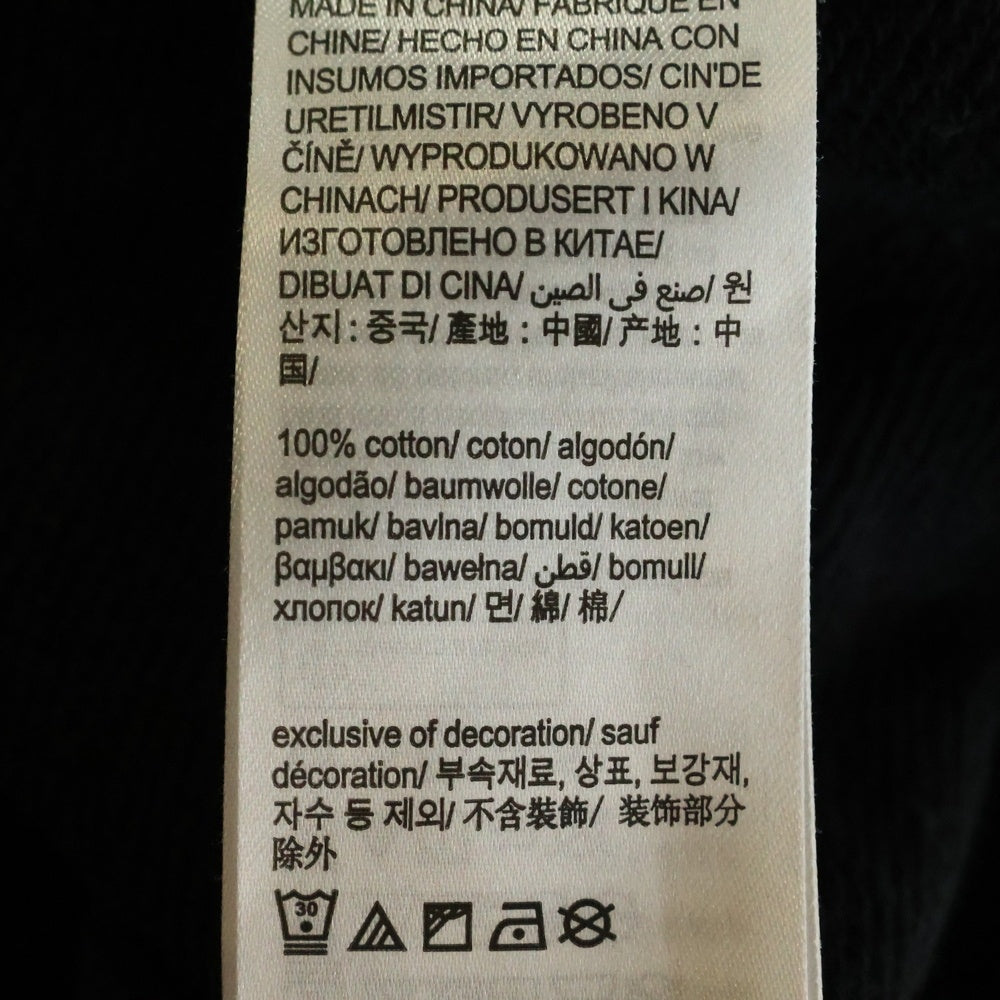 MADE IN CHINA/ FABRIQUÉ EN
CHINE/ HECHO EN CHINA CON
INSUMOS IMPORTADOS/ CIN'DE
URETILMISTIR/ VYROBENO V
ČÍNĚ/ WYPRODUKOWANO W
CHINACH/ PRODUSERT I KINA/
ИЗГОТОВЛЕНО В КИТАЕ/
DIBUAT DI CINA/ صنع في الصين/ 원
산지 : 중국/ 產地 : 中國/ 产地 : 中
国/
100% cotton/ coton/ algodón/
algodão/ baumwolle/ cotone/
pamuk/ bavlna/ bomuld/ katoen/
βαμβακι/ bawełna/ قطن/ bomull/
хлопок/ katun/ 면/ 綿/ 棉/
exclusive of decoration/ sauf
décoration/ 부속재료, 상표, 보강재,
자수 등 제외/ 不含裝飾/ 装饰部分
除外
30